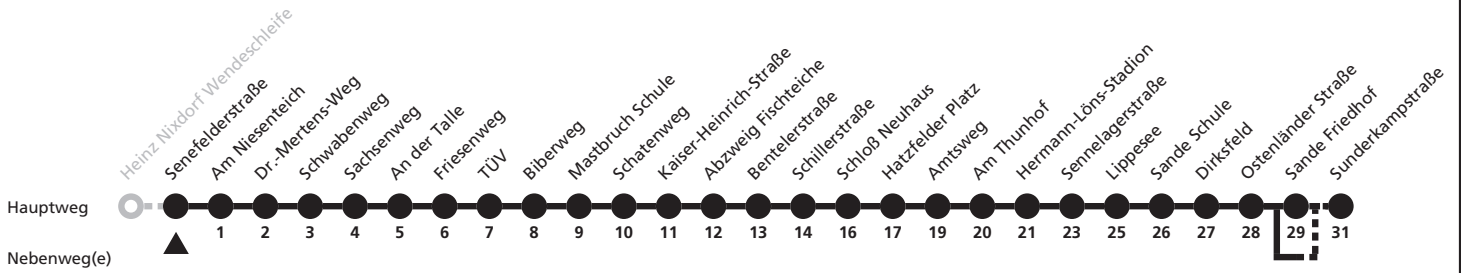 Heinz Nixdorf Wendeschleife
Senefelderstraße
Am Niesenteich
Dr.-Mertens-Weg
Schwabenweg
Sachsenweg
An der Talle
Friesenweg
TÜV
Biberweg
Mastbruch Schule
Schatenweg
Kaiser-Heinrich-Straße
Abzweig Fischteiche
Bentelerstraße
Schillerstraße
Schloß Neuhaus
Hatzfelder Platz
Amtsweg
Am Thunhof
Hermann-Löns-Stadion
Sennelagerstraße
Lippesee
Sande Schule
Dirksfeld
Ostenländer Straße
Sande Friedhof
Sunderkampstraße
Hauptweg
1 2 3 4 5 6 7 8 9 10 11 12 13 14 16 17 19 20 21 23 25 26 27 28 29 31
Nebenweg(e)